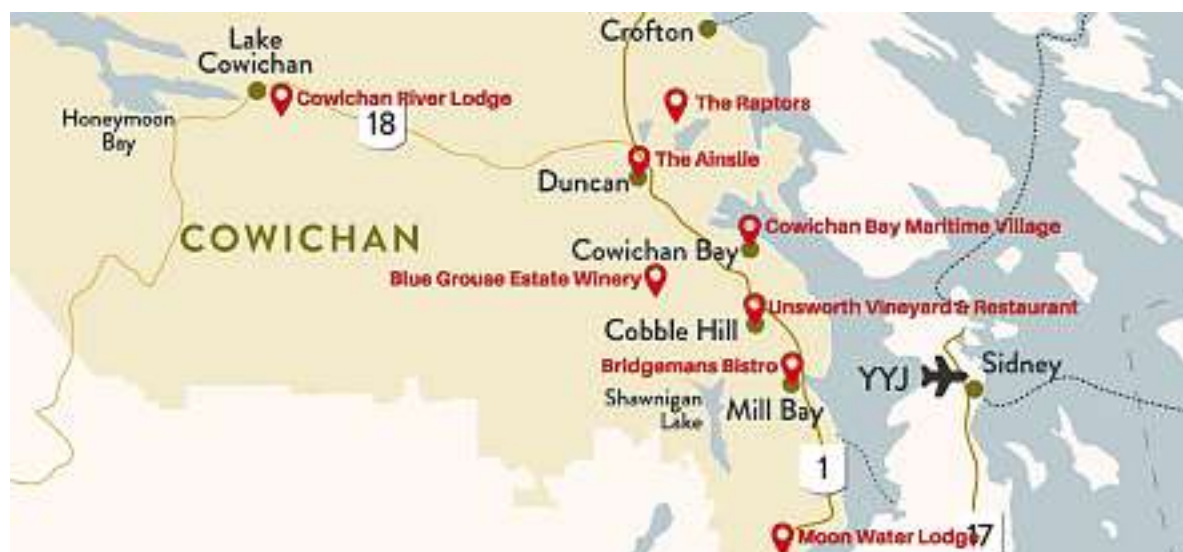 Crofton
Lake
Cowichan
Cowichan River Lodge
The Raptors
Honeymoon
Bay
18
The Ainslie
Duncan
COWICHAN
Cowichan Bay Maritime Village
Cowichan Bay
Blue Grouse Estate Winery
Unsworth Vineyard & Restaurant
Cobble Hill
Bridgemans Bistro
YYJ
Sidney
Shawnigan
Lake
Mill Bay
1
Moon Water Lodge
17